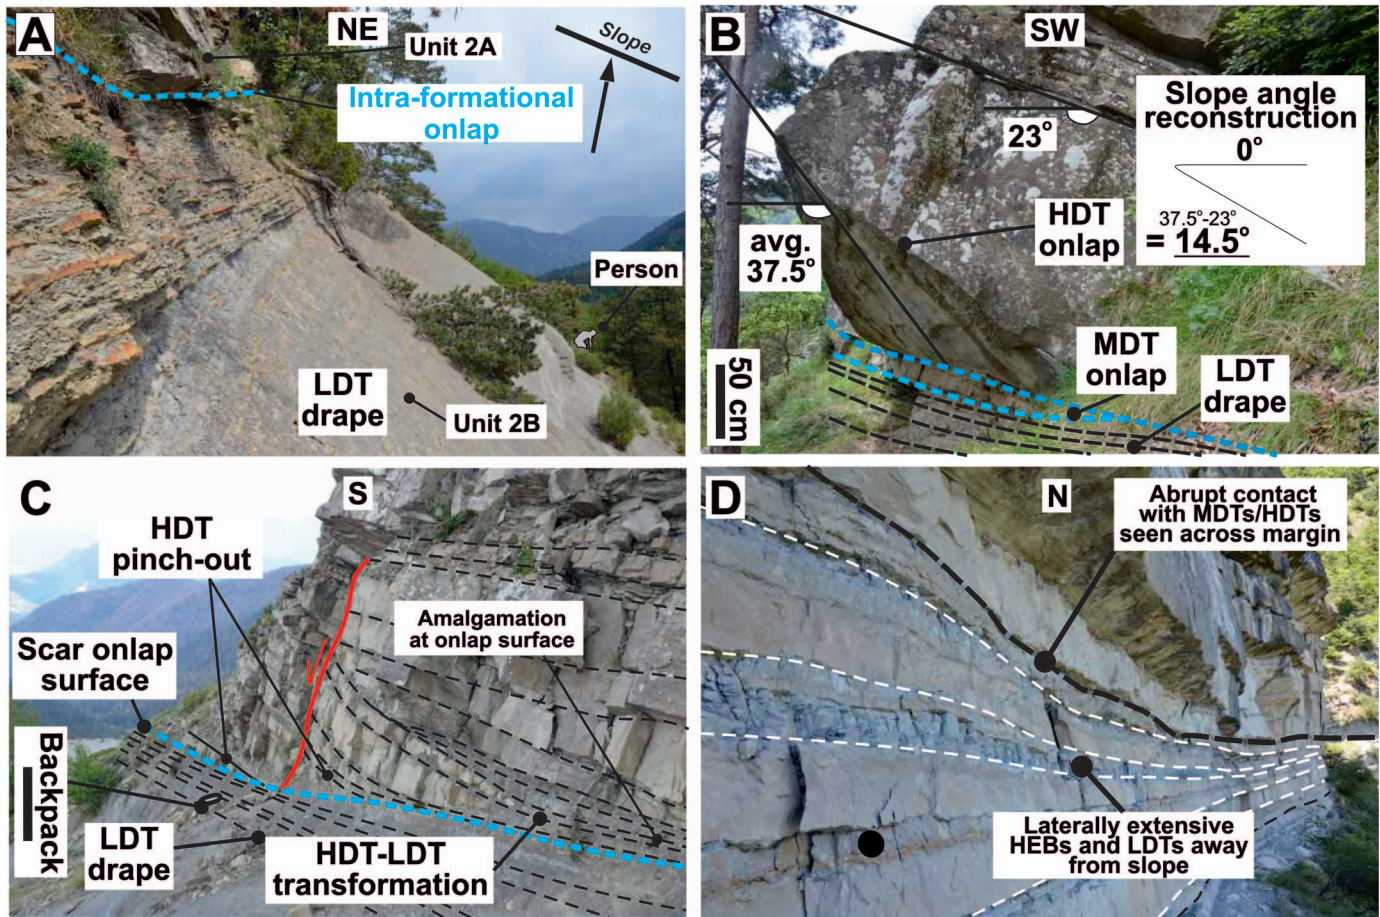 A
NE
Unit 2A
Slope
Intra-formational
onlap
Person
LDT
drape
Unit 2B
B
SW
Slope angle
reconstruction
0°
37.5°-23°
= 14.5°
23°
HDT
onlap
avg.
37.5°
MDT
onlap
LDT
drape
50 cm
C
S
HDT
pinch-out
Amalgamation
at onlap surface
Scar onlap
surface
Backpack
LDT
drape
HDT-LDT
transformation
D
N
Abrupt contact
with MDTs/HDTs
seen across margin
Laterally extensive
HEBs and LDTs away
from slope